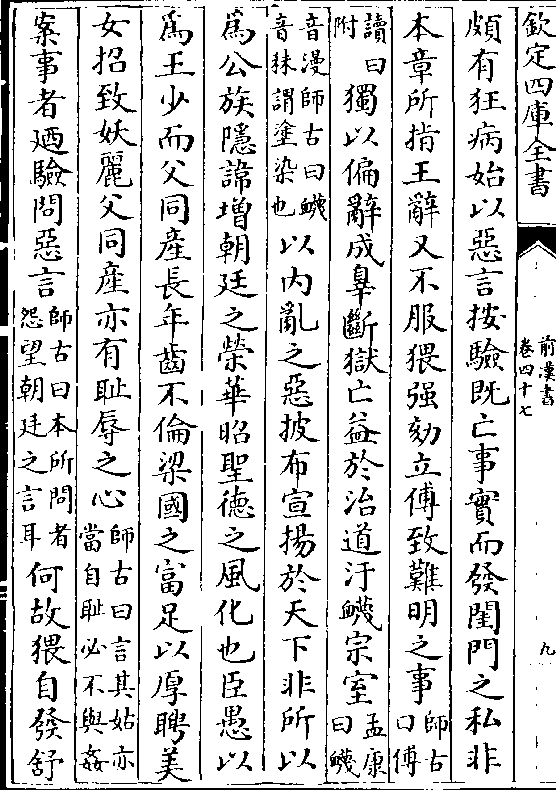 欽定四庫全書
前漢書
卷四十七
九
頗有狂病始以惡言按驗既亡事實而發閨門之私非
本章所指王辭又不服猥强劾立傅致難明之事師古曰傅
讀曰附獨以偏辭成辠斷獄亡益於治道汙衊宗室孟康曰衊
音漫師古曰衊音秣謂塗染也以内亂之惡披布宣揚於天下非所以
爲公族隱諱增朝廷之榮華昭聖德之風化也臣愚以
爲王少而父同産長年齒不倫梁國之富足以厚聘美
女招致妖麗父同産亦有耻辱之心師古曰言其姑亦當自耻必不與姦
案事者廼驗問惡言師古曰本所問者怨望朝廷之言耳何故猥自發舒